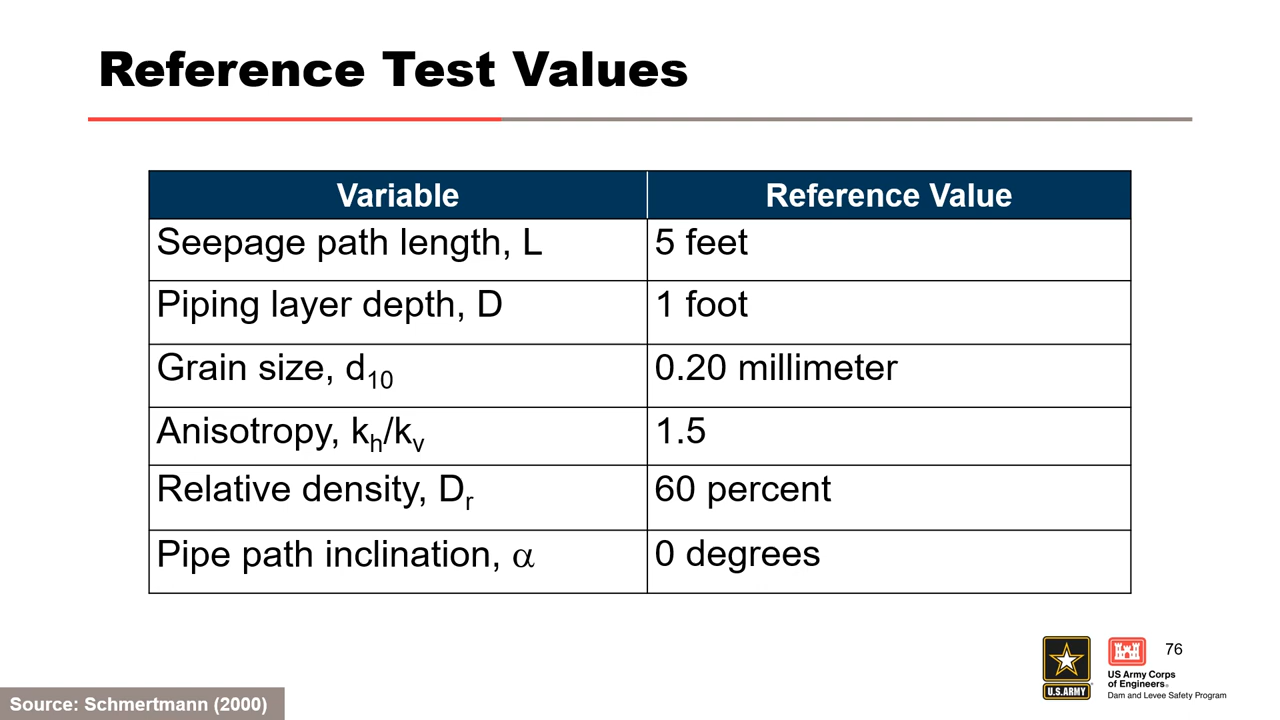 Reference Test Values
Variable Reference Value
Seepage path length, L 5 feet
Piping layer depth, D 1 foot
Grain size, d10 0.20 millimeter
Anisotropy, kh/kv 1.5
Relative density, Dr 60 percent
Pipe path inclination, α 0 degrees
76
U.S.ARMY
US Army Corps
of Engineers®
Dam and Levee Safety Program
Source: Schmertmann (2000)